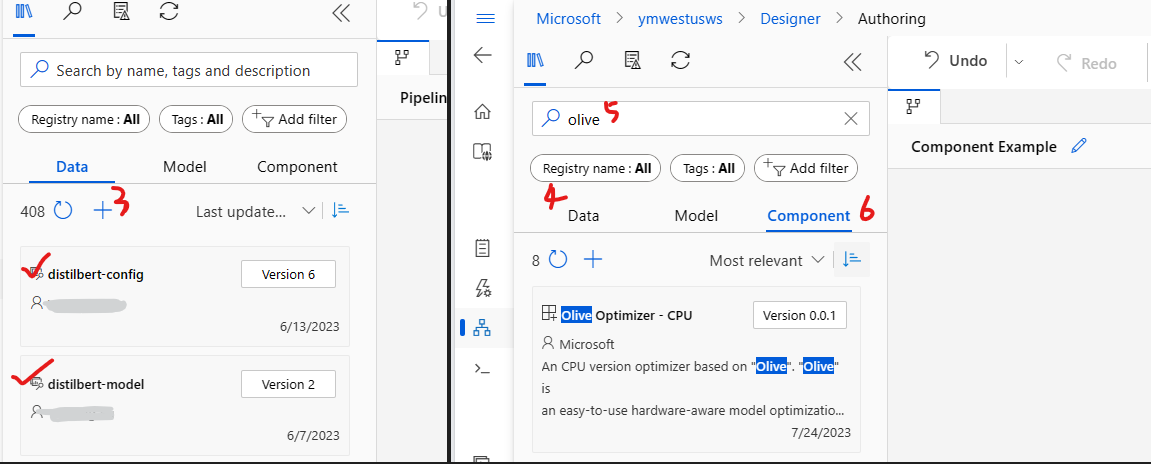 Search by name, tags and description
Registry name : All
Tags : All
Add filter
Data
Model
Component
408
3
Last update...
distilbert-config
Version 6
6/13/2023
distilbert-model
Version 2
6/7/2023
Undo
Pipelin
Microsoft > ymwestusws > Designer > Authoring
olive
5
Registry name : All
Tags : All
Add filter
4
Data
Model
Component
6
8
Most relevant
Olive Optimizer - CPU
Version 0.0.1
Microsoft
An CPU version optimizer based on "Olive". "Olive"
is
an easy-to-use hardware-aware model optimizatio...
7/24/2023
Undo
Redo
Component Example